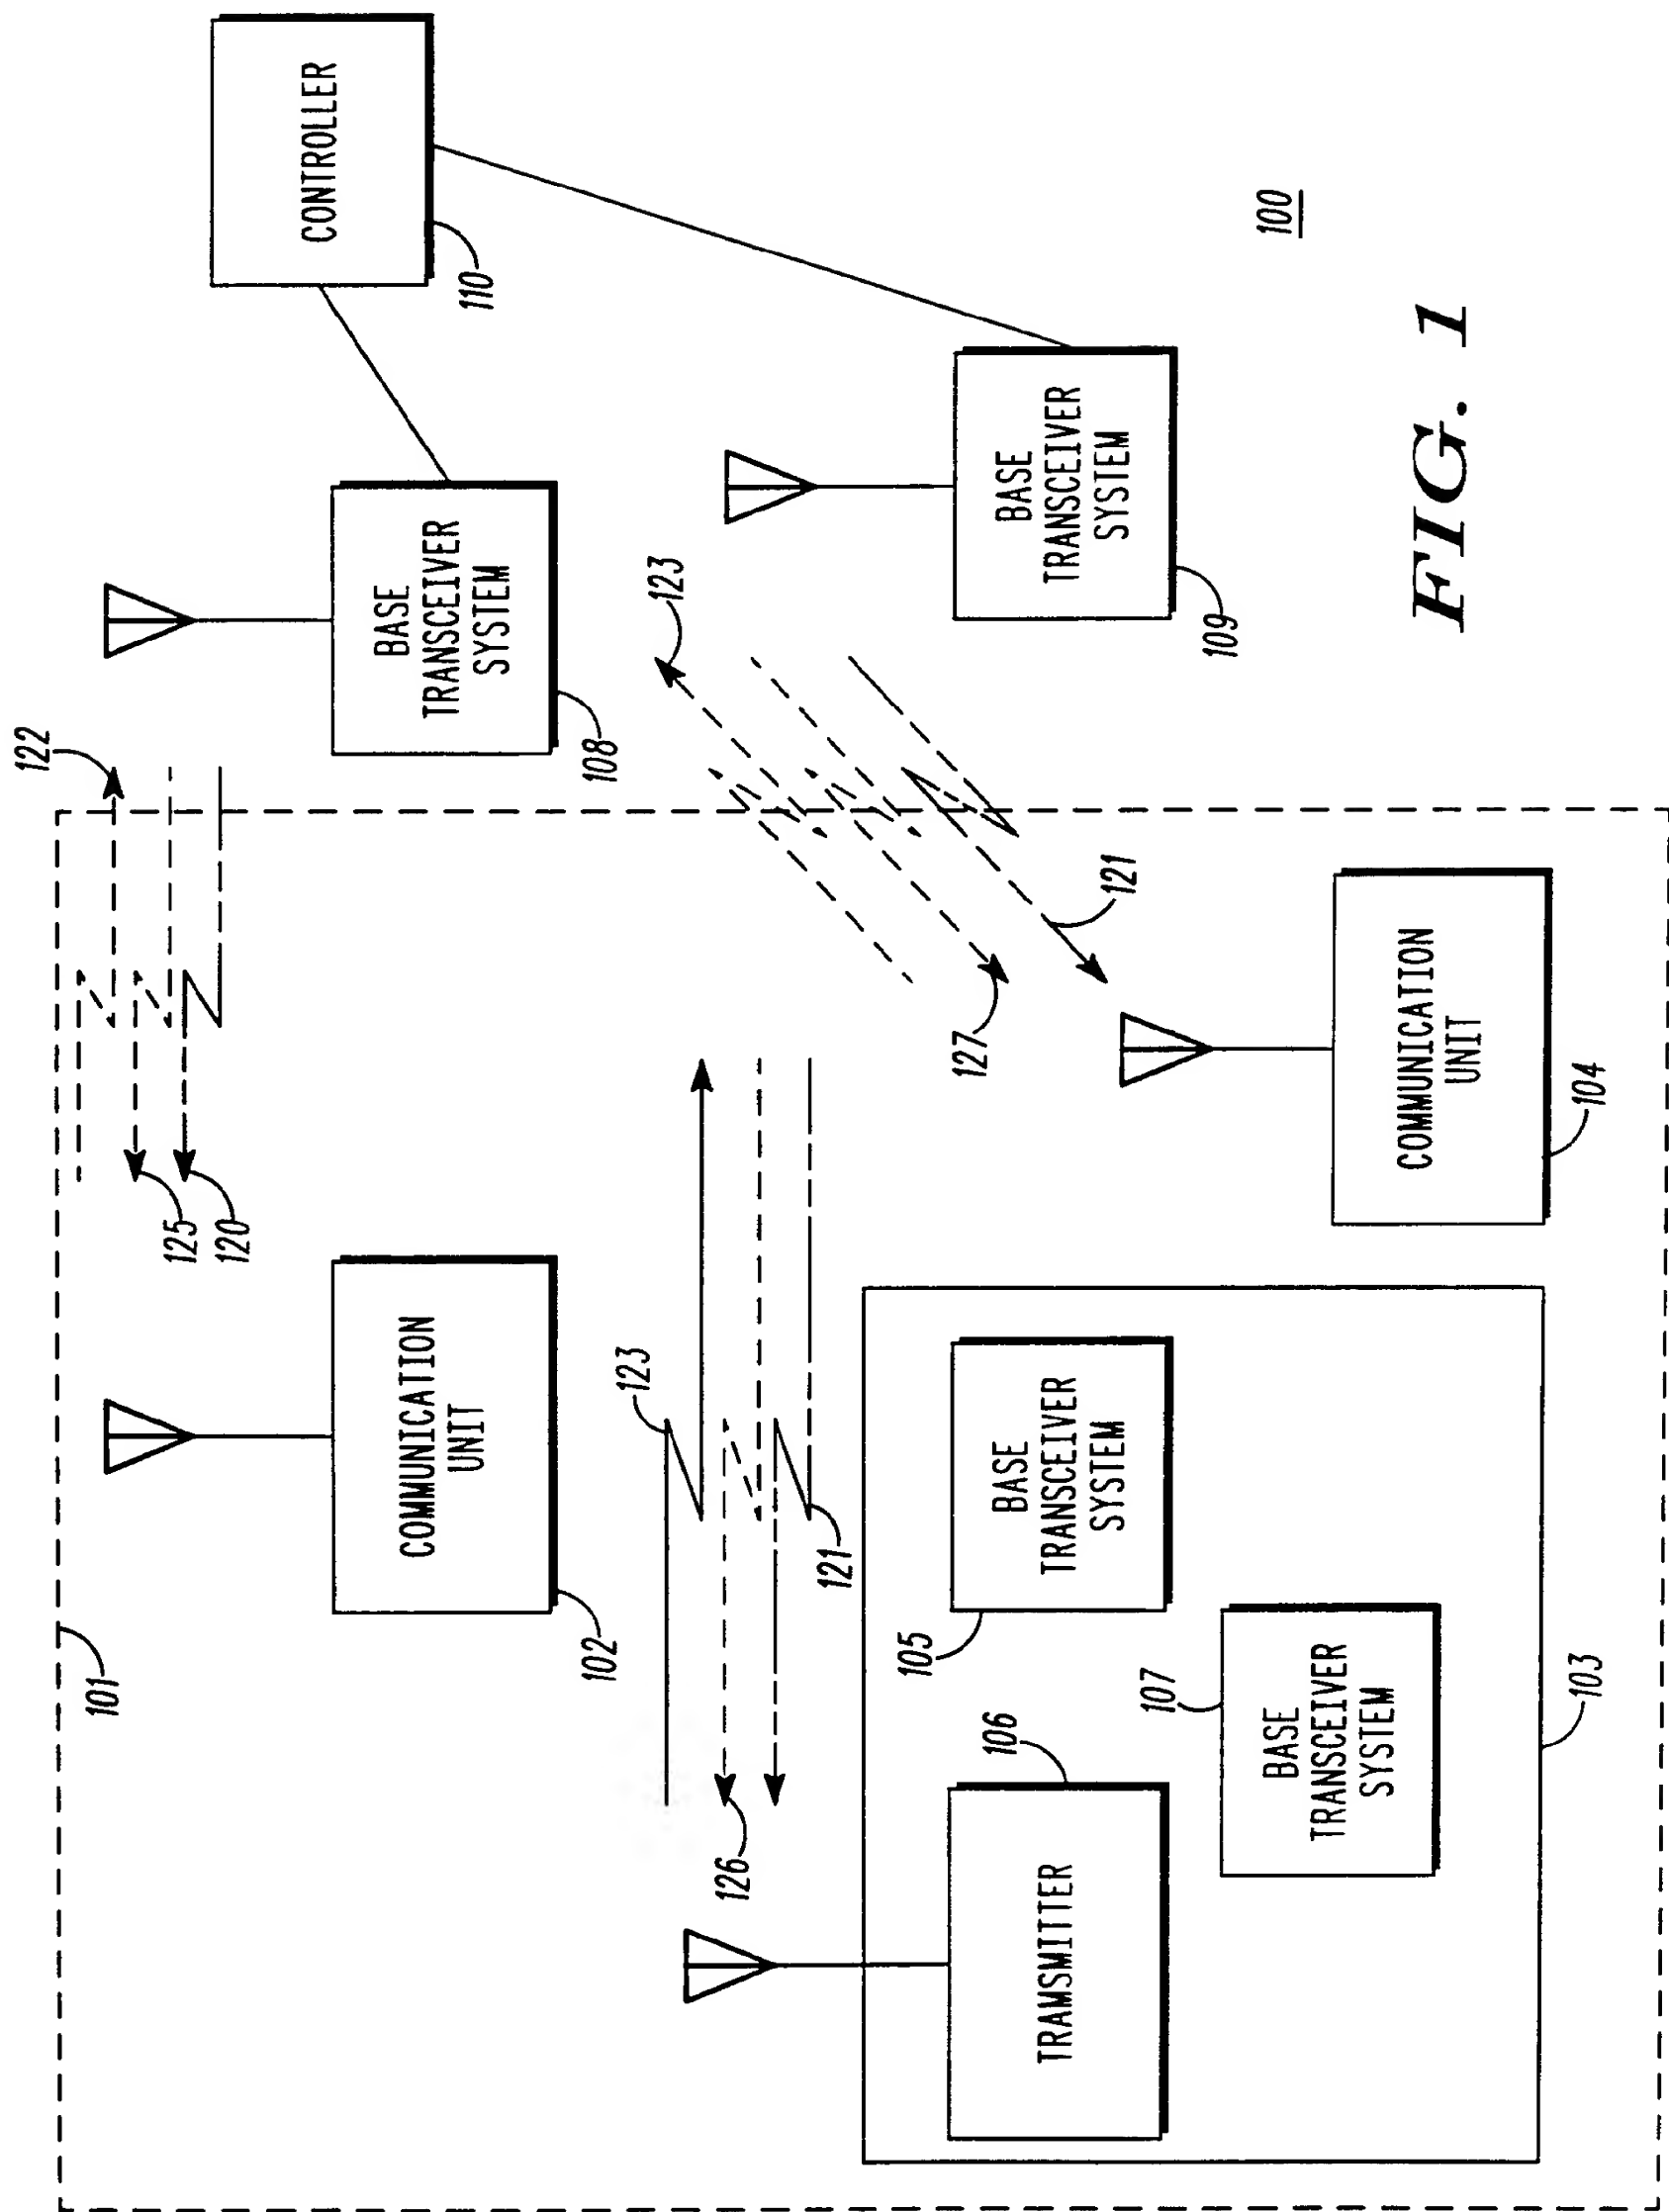 101
122
125
120
COMMUNICATION
UNIT
102
BASE
TRANSCEIVER
SYSTEM
108
CONTROLLER
110
123
126
121
123
127
121
TRAMSMITTER
106
BASE
TRANSCEIVER
SYSTEM
105
BASE
TRANSCEIVER
SYSTEM
107
103
COMMUNICATION
UNIT
104
BASE
TRANSCEIVER
SYSTEM
109
100
FIG. 1